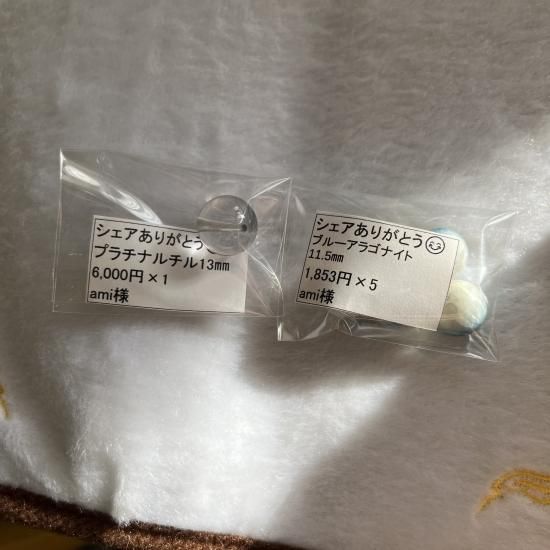 シェアありがとう
プラチナルチル13mm
6,000円×1
ami様
シェアありがとう
ブルーアラゴナイト
11.5mm
1,853円×5
ami様